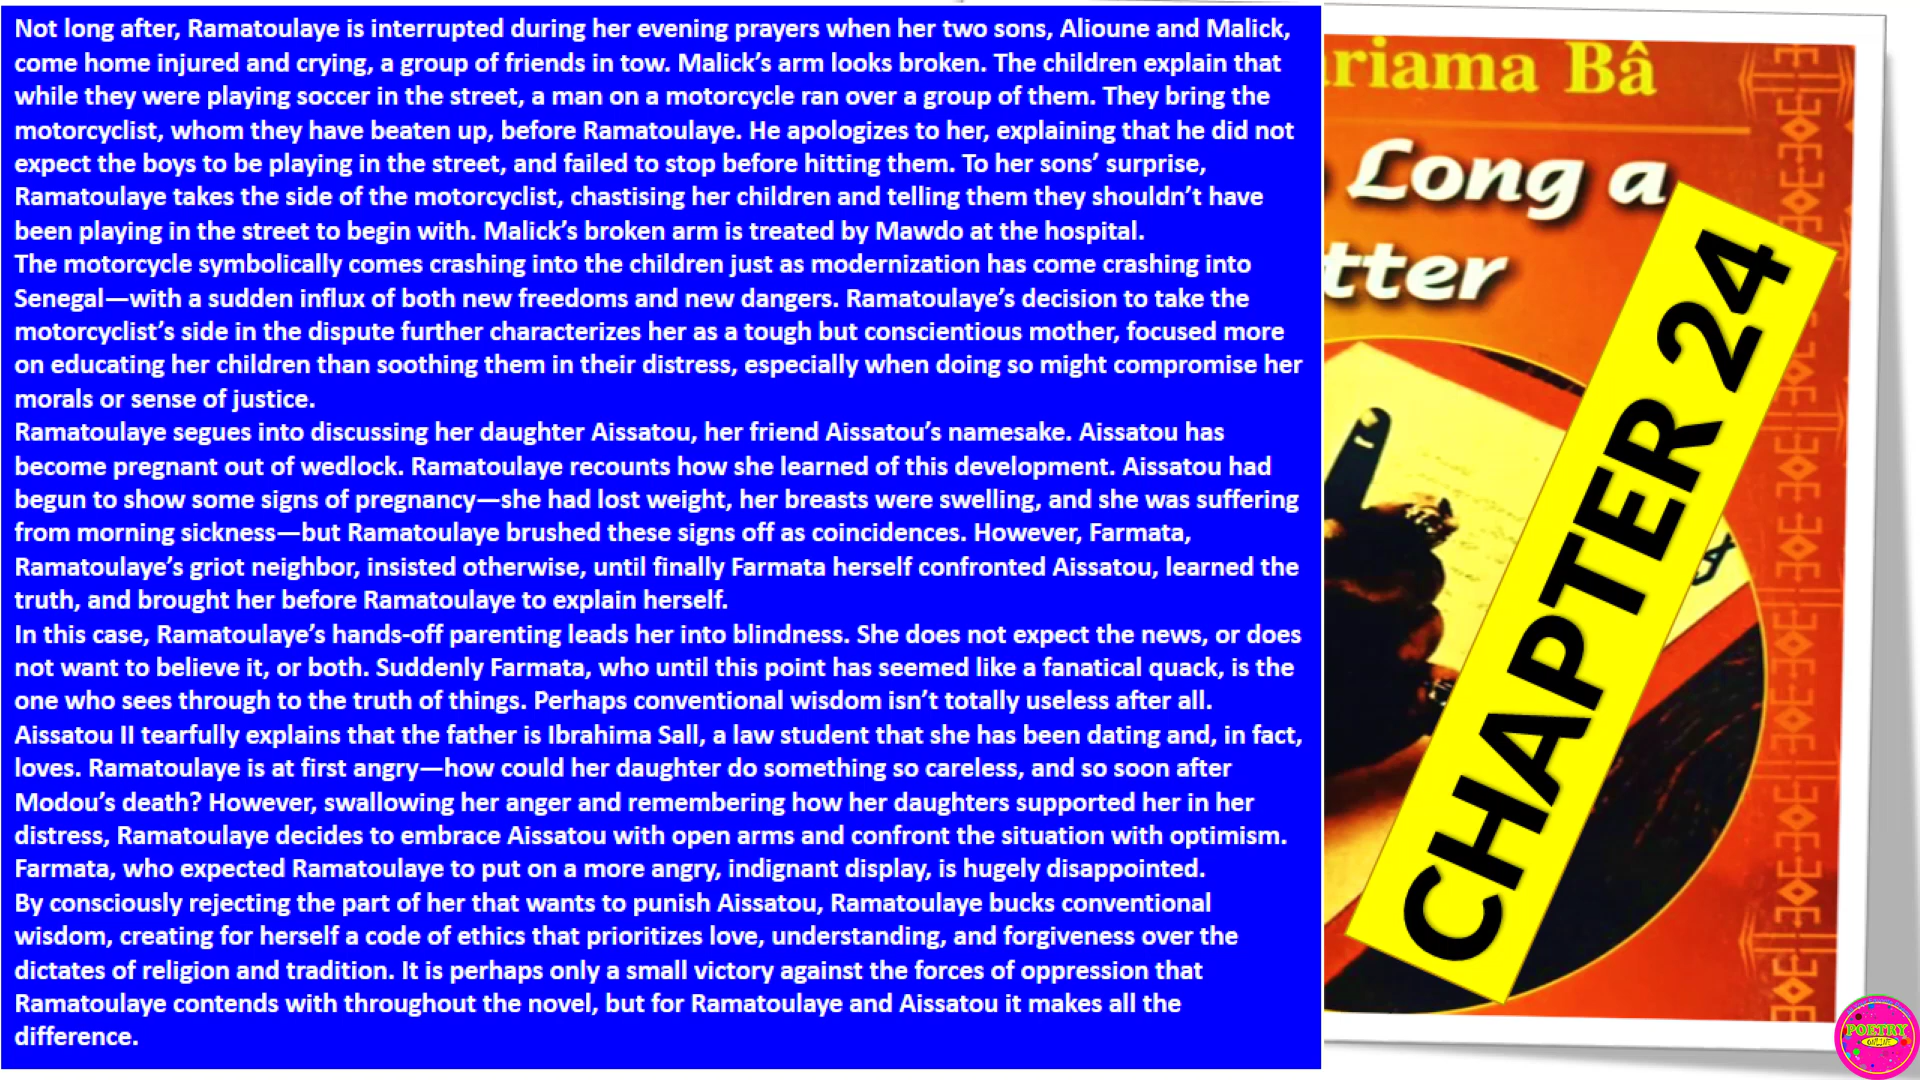 Not long after, Ramatoulaye is interrupted during her evening prayers when her two sons, Alioune and Malick,
come home injured and crying, a group of friends in tow. Malick’s arm looks broken. The children explain that
while they were playing soccer in the street, a man on a motorcycle ran over a group of them. They bring the
motorcyclist, whom they have beaten up, before Ramatoulaye. He apologizes to her, explaining that he did not
expect the boys to be playing in the street, and failed to stop before hitting them. To her sons’ surprise,
Ramatoulaye takes the side of the motorcyclist, chastising her children and telling them they shouldn’t have
been playing in the street to begin with. Malick’s broken arm is treated by Mawdo at the hospital.
The motorcycle symbolically comes crashing into the children just as modernization has come crashing into
Senegal—with a sudden influx of both new freedoms and new dangers. Ramatoulaye’s decision to take the
motorcyclist’s side in the dispute further characterizes her as a tough but conscientious mother, focused more
on educating her children than soothing them in their distress, especially when doing so might compromise her
morals or sense of justice.
Ramatoulaye segues into discussing her daughter Aissatou, her friend Aissatou’s namesake. Aissatou has
become pregnant out of wedlock. Ramatoulaye recounts how she learned of this development. Aissatou had
begun to show some signs of pregnancy—she had lost weight, her breasts were swelling, and she was suffering
from morning sickness—but Ramatoulaye brushed these signs off as coincidences. However, Farmata,
Ramatoulaye’s griot neighbor, insisted otherwise, until finally Farmata herself confronted Aissatou, learned the
truth, and brought her before Ramatoulaye to explain herself.
In this case, Ramatoulaye’s hands-off parenting leads her into blindness. She does not expect the news, or does
not want to believe it, or both. Suddenly Farmata, who until this point has seemed like a fanatical quack, is the
one who sees through to the truth of things. Perhaps conventional wisdom isn’t totally useless after all.
Aissatou II tearfully explains that the father is Ibrahima Sall, a law student that she has been dating and, in fact,
loves. Ramatoulaye is at first angry—how could her daughter do something so careless, and so soon after
Modou’s death? However, swallowing her anger and remembering how her daughters supported her in her
distress, Ramatoulaye decides to embrace Aissatou with open arms and confront the situation with optimism.
Farmata, who expected Ramatoulaye to put on a more angry, indignant display, is hugely disappointed.
By consciously rejecting the part of her that wants to punish Aissatou, Ramatoulaye bucks conventional
wisdom, creating for herself a code of ethics that prioritizes love, understanding, and forgiveness over the
dictates of religion and tradition. It is perhaps only a small victory against the forces of oppression that
Ramatoulaye contends with throughout the novel, but for Ramatoulaye and Aissatou it makes all the
difference.
riama Bâ
Long a
tter
CHAPTER 24
POETRY
ONLINE